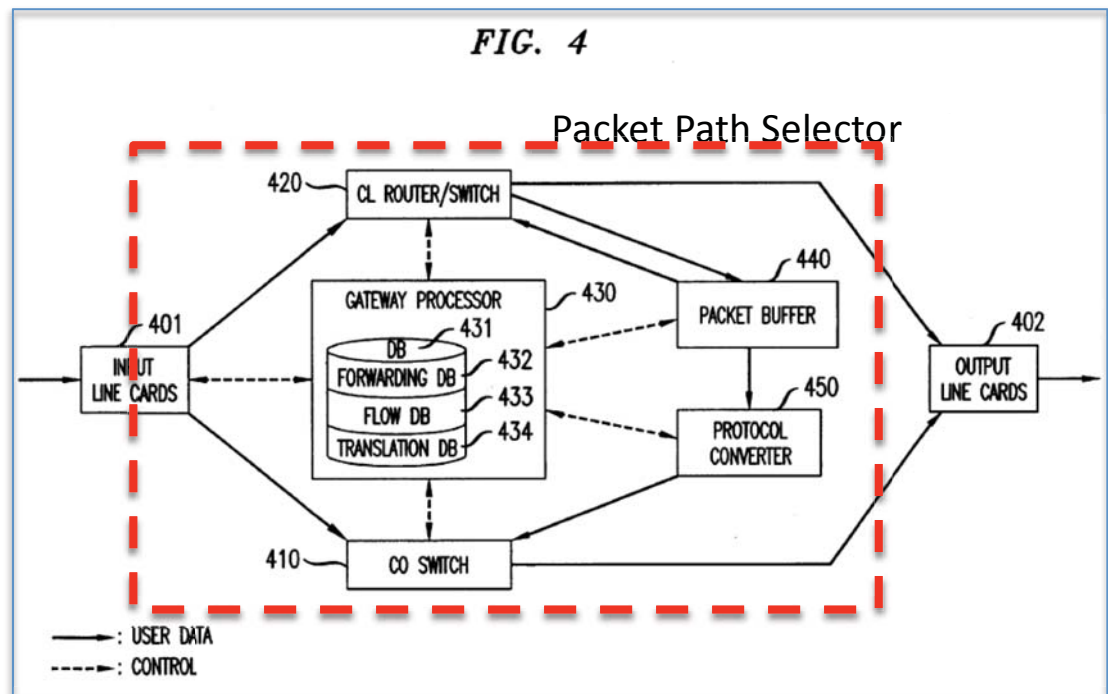 FIG. 4
Packet Path Selector
420
CL ROUTER/SWITCH
440
PACKET BUFFER
GATEWAY PROCESSOR
430
431
DB
432
FORWARDING DB
433
FLOW DB
434
TRANSLATION DB
401
INPUT
LINE CARDS
402
OUTPUT
LINE CARDS
450
PROTOCOL
CONVERTER
410
CO SWITCH
: USER DATA
: CONTROL